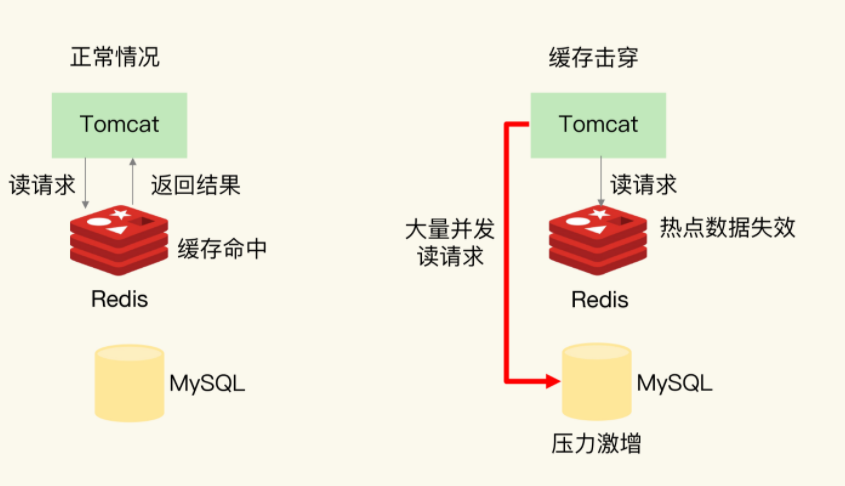 正常情况
Tomcat
读请求
返回结果
缓存命中
Redis
MySQL
缓存击穿
Tomcat
读请求
大量并发
读请求
热点数据失效
Redis
MySQL
压力激增